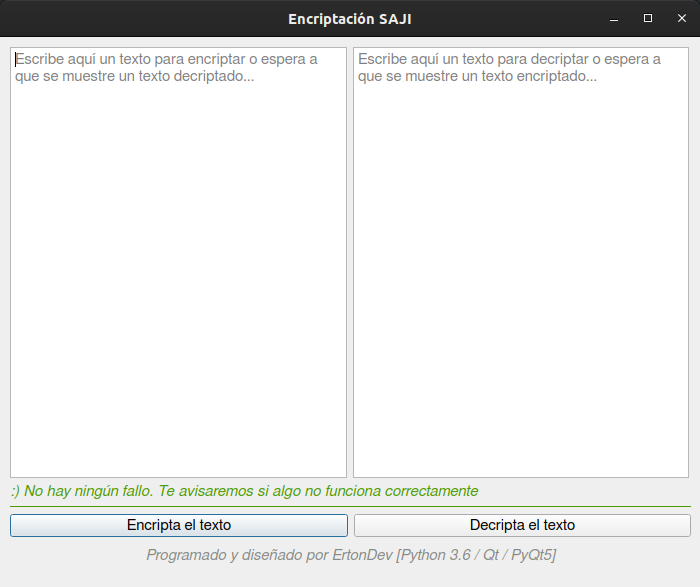 Encriptación SAJI
Escribe aquí un texto para encriptar o espera a
que se muestre un texto decriptado...
Escribe aquí un texto para decriptar o espera a
que se muestre un texto encriptado...
:) No hay ningún fallo. Te avisaremos si algo no funciona correctamente
Encripta el texto
Decripta el texto
Programado y diseñado por ErtonDev [Python 3.6 / Qt / PyQt5]